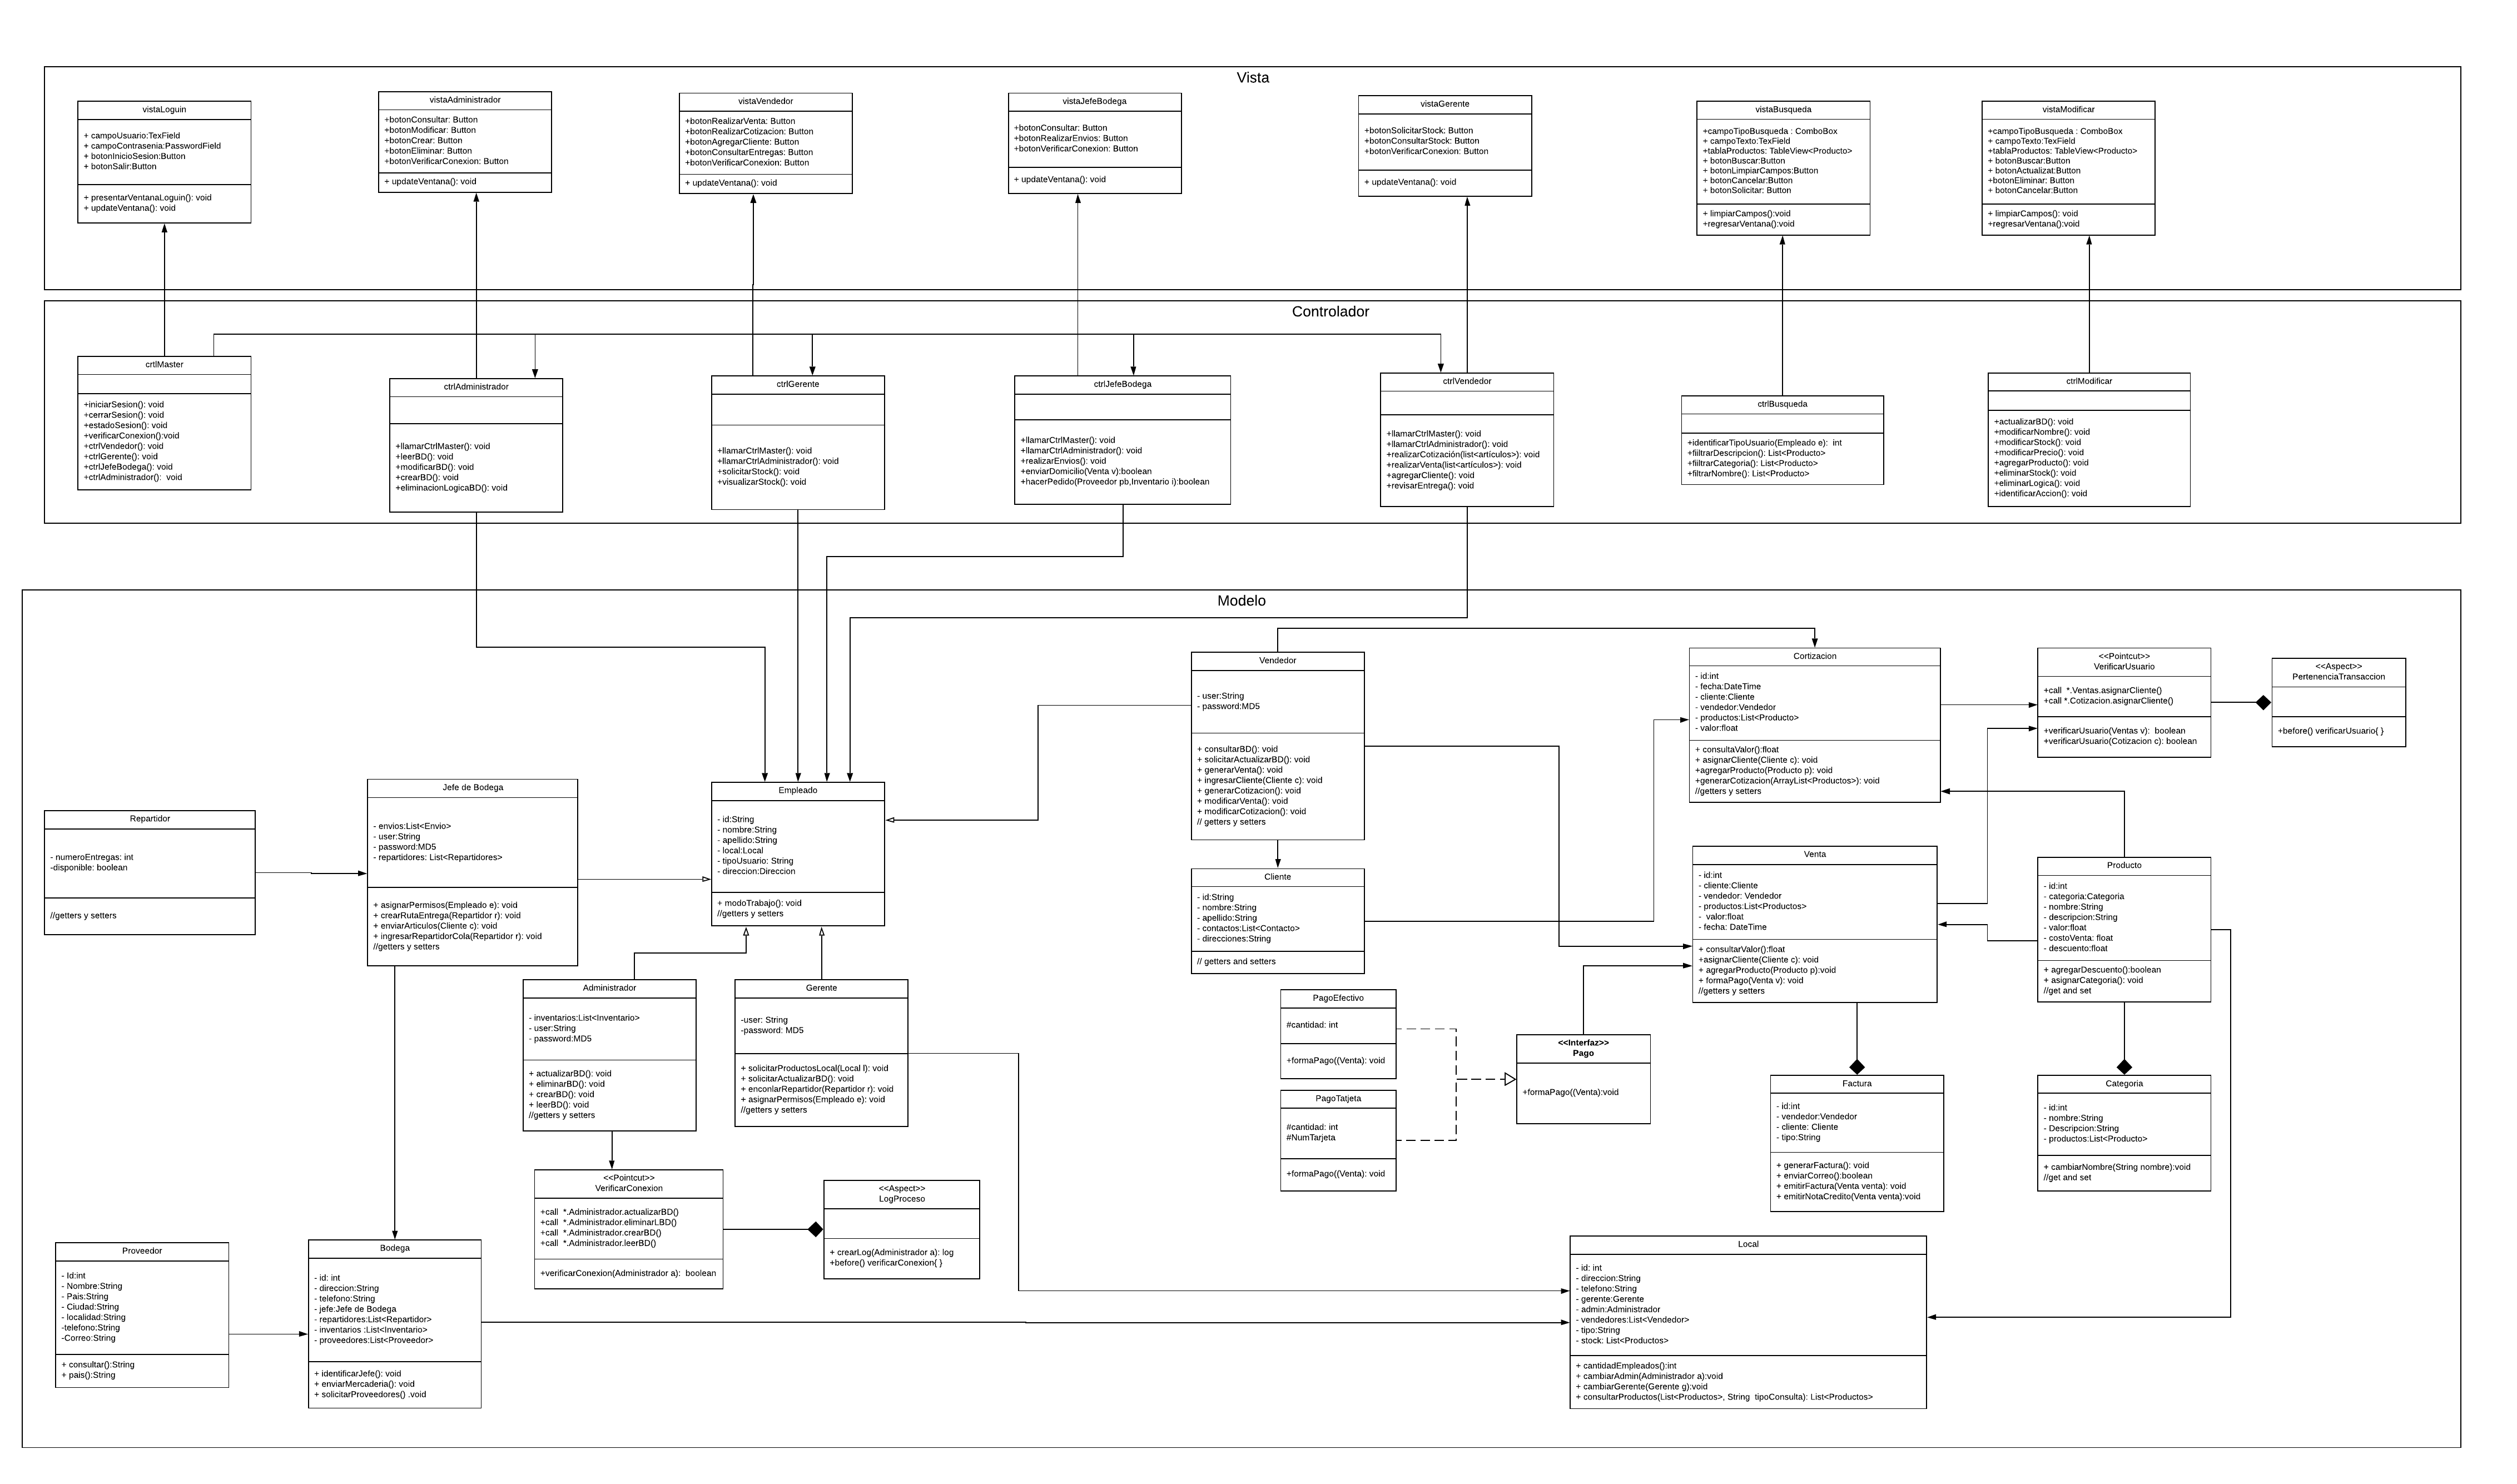 Vista
vistaLoguin
+ campoUsuario:TexField
+ campoContrasenia:PasswordField
+ botonInicioSesion:Button
+ botonSalir:Button
+ presentarVentanaLoguin(): void
+ updateVentana(): void
vistaAdministrador
+botonConsultar: Button
+botonModificar: Button
+botonCrear: Button
+botonEliminar: Button
+botonVerificarConexion: Button
+ updateVentana(): void
vistaVendedor
+botonRealizarVenta: Button
+botonRealizarCotizacion: Button
+botonAgregarCliente: Button
+botonConsultarEntregas: Button
+botonVerificarConexion: Button
+ updateVentana(): void
vistaJefeBodega
+botonConsultar: Button
+botonRealizarEnvios: Button
+botonVerificarConexion: Button
+ updateVentana(): void
vistaGerente
+botonSolicitarStock: Button
+botonConsultarStock: Button
+botonVerificarConexion: Button
+ updateVentana(): void
vistaBusqueda
+campoTipoBusqueda : ComboBox
+ campoTexto:TexField
+tablaProductos: TableView<Producto>
+ botonBuscar:Button
+ botonLimpiarCampos:Button
+ botonCancelar:Button
+ botonSolicitar: Button
+ limpiarCampos():void
+regresarVentana():void
vistaModificar
+campoTipoBusqueda : ComboBox
+ campoTexto:TexField
+tablaProductos: TableView<Producto>
+ botonBuscar:Button
+ botonActualizat:Button
+botonEliminar: Button
+ botonCancelar:Button
+ limpiarCampos(): void
+regresarVentana():void
Controlador
crtlMaster
+iniciarSesion(): void
+cerrarSesion(): void
+estadoSesion(): void
+verificarConexion():void
+ctrlVendedor(): void
+ctrlGerente(): void
+ctrlJefeBodega(): void
+ctrlAdministrador(): void
ctrlAdministrador
+llamarCtrlMaster(): void
+leerBD(): void
+modificarBD(): void
+crearBD(): void
+eliminacionLogicaBD(): void
ctrlGerente
+llamarCtrlMaster(): void
+llamarCtrlAdministrador(): void
+solicitarStock(): void
+visualizarStock(): void
ctrlJefeBodega
+llamarCtrlMaster(): void
+llamarCtrlAdministrador(): void
+realizarEnvios(): void
+enviarDomicilio(Venta v):boolean
+hacerPedido(Proveedor pb,Inventario i):boolean
ctrlVendedor
+llamarCtrlMaster(): void
+llamarCtrlAdministrador(): void
+realizarCotización(list<artículos>): void
+realizarVenta(list<artículos>): void
+agregarCliente(): void
+revisarEntrega(): void
ctrlBusqueda
+identificarTipoUsuario(Empleado e): int
+fiiltrarDescripcion(): List<Producto>
+fiiltrarCategoria(): List<Producto>
+filtrarNombre(): List<Producto>
ctrlModificar
+actualizarBD(): void
+modificarNombre(): void
+modificarStock(): void
+modificarPrecio(): void
+agregarProducto(): void
+eliminarStock(): void
+eliminarLogica(): void
+identificarAccion(): void
Modelo
Vendedor
- user:String
- password:MD5
+ consultarBD(): void
+ solicitarActualizarBD(): void
+ generarVenta(): void
+ ingresarCliente(Cliente c): void
+ generarCotizacion(): void
+ modificarVenta(): void
+ modificarCotizacion(): void
// getters y setters
Cortizacion
- id:int
- fecha:DateTime
- cliente:Cliente
- vendedor:Vendedor
- productos:List<Producto>
- valor:float
+ consultaValor():float
+ asignarCliente(Cliente c): void
+agregarProducto(Producto p): void
+generarCotizacion(ArrayList<Productos>): void
//getters y setters
<<Pointcut>>
VerificarUsuario
+call *.Ventas.asignarCliente()
+call *.Cotizacion.asignarCliente()
+verificarUsuario(Ventas v): boolean
+verificarUsuario(Cotizacion c): boolean
<<Aspect>>
PertenenciaTransaccion
+before() verificarUsuario{ }
Repartidor
- numeroEntregas: int
-disponible: boolean
//getters y setters
Jefe de Bodega
- envios:List<Envio>
- user:String
- password:MD5
- repartidores: List<Repartidores>
+ asignarPermisos(Empleado e): void
+ crearRutaEntrega(Repartidor r): void
+ enviarArticulos(Cliente c): void
+ ingresarRepartidorCola(Repartidor r): void
//getters y setters
Empleado
- id:String
- nombre:String
- apellido:String
- local:Local
- tipoUsuario: String
- direccion:Direccion
+ modoTrabajo(): void
//getters y setters
Cliente
- id:String
- nombre:String
- apellido:String
- contactos:List<Contacto>
- direcciones:String
// getters and setters
Venta
- id:int
- cliente:Cliente
- vendedor: Vendedor
- productos:List<Productos>
- valor:float
- fecha: DateTime
+ consultarValor():float
+asignarCliente(Cliente c): void
+ agregarProducto(Producto p):void
+ formaPago(Venta v): void
//getters y setters
Producto
- id:int
- categoria:Categoria
- nombre:String
- descripcion:String
- valor:float
- costoVenta: float
- descuento:float
+ agregarDescuento():boolean
+ asignarCategoria(): void
//get and set
Administrador
- inventarios:List<Inventario>
- user:String
- password:MD5
+ actualizarBD(): void
+ eliminarBD(): void
+ crearBD(): void
+ leerBD(): void
//getters y setters
Gerente
-user: String
-password: MD5
+ solicitarProductosLocal(Local l): void
+ solicitarActualizarBD(): void
+ enconlarRepartidor(Repartidor r): void
+ asignarPermisos(Empleado e): void
//getters y setters
PagoEfectivo
#cantidad: int
+formaPago((Venta): void
PagoTatjeta
#cantidad: int
#NumTarjeta
+formaPago((Venta): void
<<Interfaz>>
Pago
+formaPago((Venta):void
Factura
- id:int
- vendedor:Vendedor
- cliente: Cliente
- tipo:String
+ generarFactura(): void
+ enviarCorreo():boolean
+ emitirFactura(Venta venta): void
+ emitirNotaCredito(Venta venta):void
Categoria
- id:int
- nombre:String
- Descripcion:String
- productos:List<Producto>
+ cambiarNombre(String nombre):void
//get and set
<<Pointcut>>
VerificarConexion
+call *.Administrador.actualizarBD()
+call *.Administrador.eliminarLBD()
+call *.Administrador.crearBD()
+call *.Administrador.leerBD()
+verificarConexion(Administrador a): boolean
<<Aspect>>
LogProceso
+ crearLog(Administrador a): log
+before() verificarConexion{ }
Proveedor
- Id:int
- Nombre:String
- Pais:String
- Ciudad:String
- localidad:String
-telefono:String
-Correo:String
+ consultar():String
+ pais():String
Bodega
- id: int
- direccion:String
- telefono:String
- jefe:Jefe de Bodega
- repartidores:List<Repartidor>
- inventarios :List<Inventario>
- proveedores:List<Proveedor>
+ identificarJefe(): void
+ enviarMercaderia(): void
+ solicitarProveedores() .void
Local
- id: int
- direccion:String
- telefono:String
- gerente:Gerente
- admin:Administrador
- vendedores:List<Vendedor>
- tipo:String
- stock: List<Productos>
+ cantidadEmpleados():int
+ cambiarAdmin(Administrador a):void
+ cambiarGerente(Gerente g):void
+ consultarProductos(List<Productos>, String tipoConsulta): List<Productos>